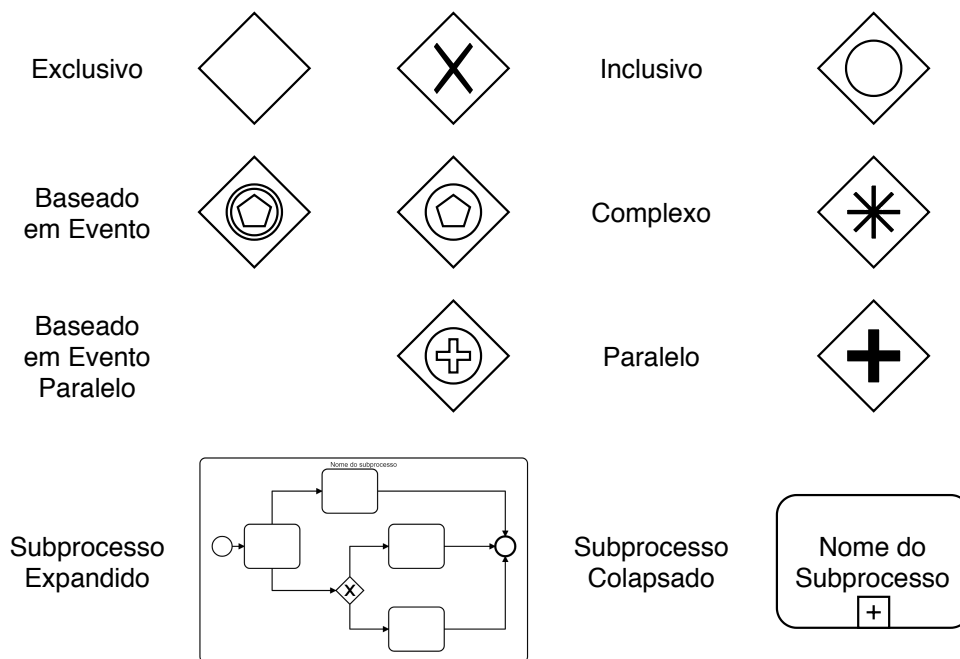 Exclusivo
Inclusivo
Baseado
em Evento
Complexo
Baseado
em Evento
Paralelo
Paralelo
Subprocesso
Expandido
Nome do subprocesso
X
Subprocesso
Colapsado
Nome do
Subprocesso